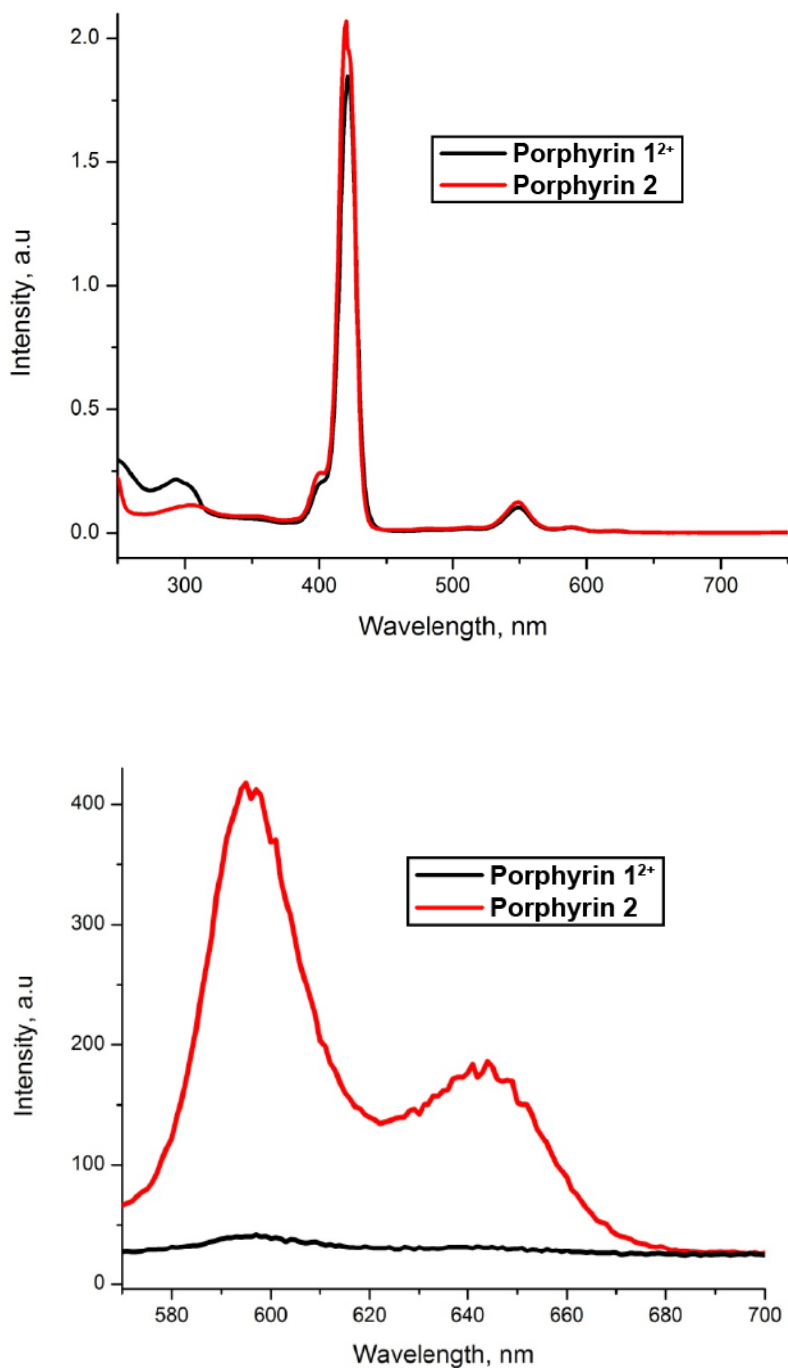 2.0
1.5
1.0
0.5
0.0
Intensity, a.u
Porphyrin 1²⁺
Porphyrin 2
300 400 500 600 700
Wavelength, nm
400
300
200
100
0
Intensity, a.u
Porphyrin 1²⁺
Porphyrin 2
580 600 620 640 660 680 700
Wavelength, nm